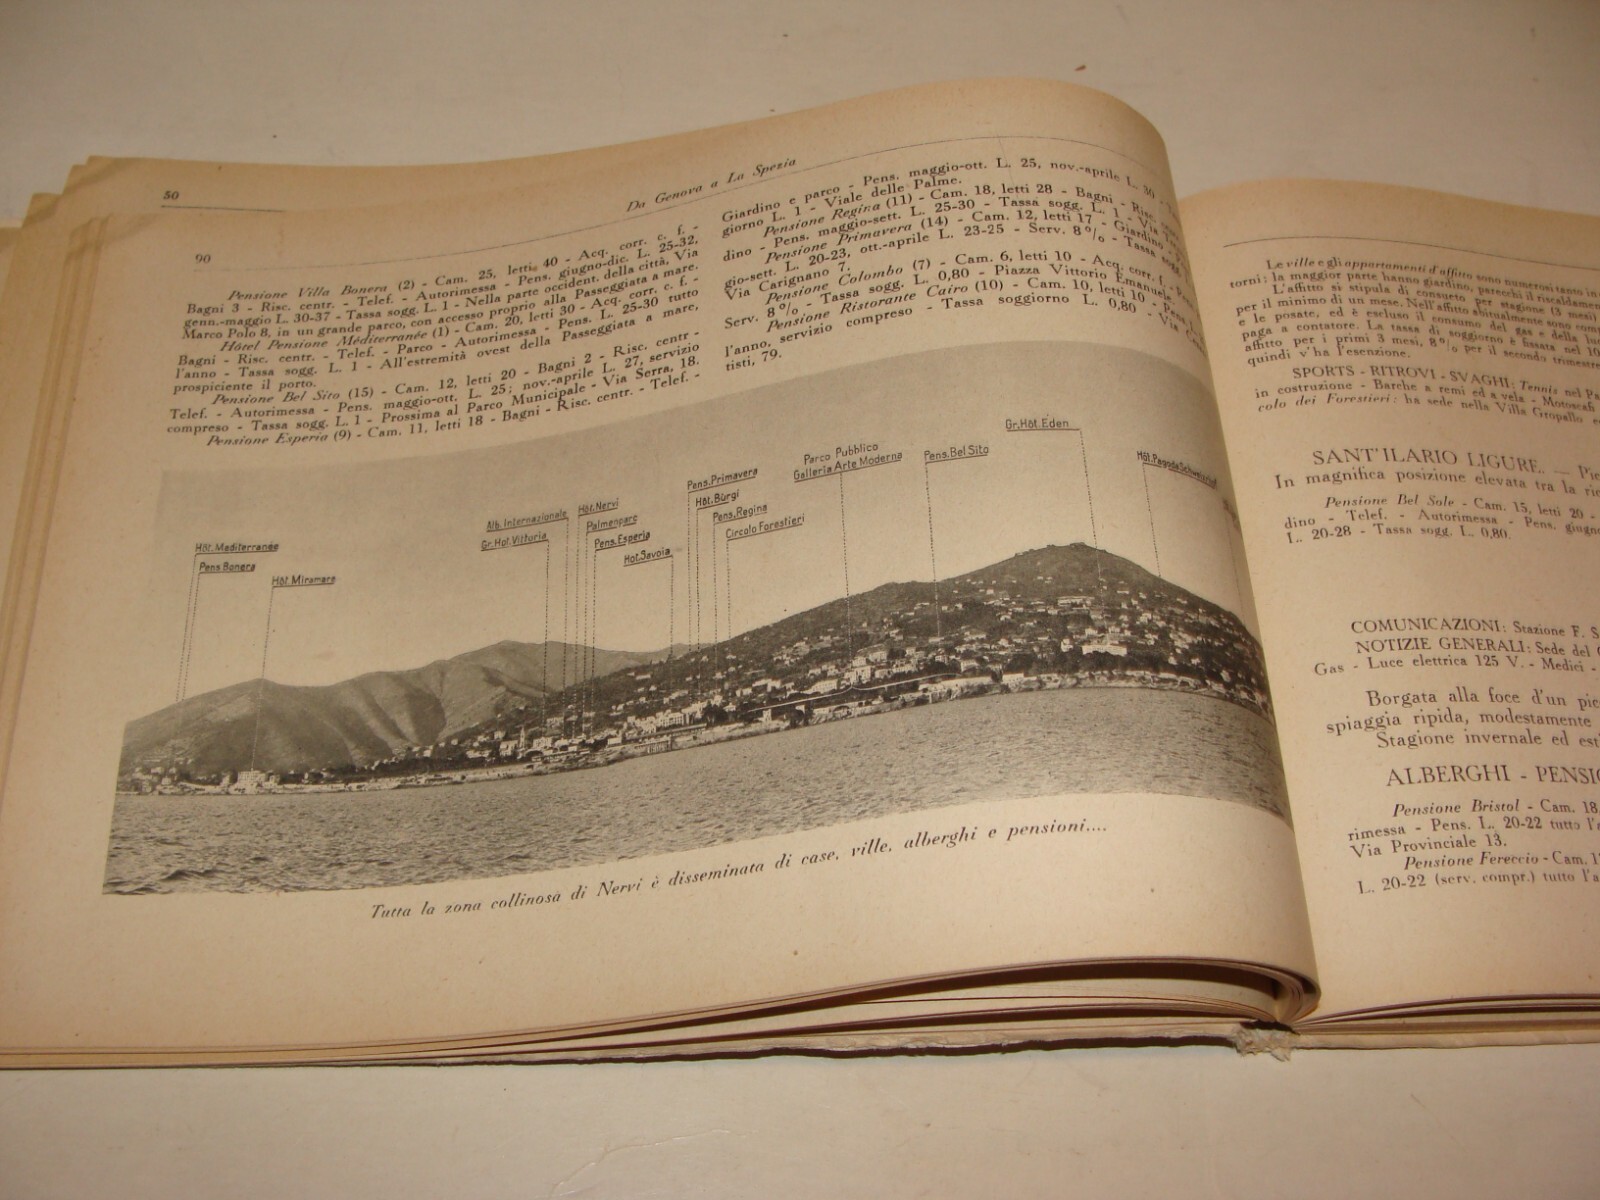 50
Da Genova a La Spezia
90
Pensione Villa Bonera (2) - Cam. 25, letti 40 - Acq. corr. c. f. -
Bagni 3 - Risc. centr. - Telef. - Autorimessa - Pens. giugno-dic. L. 25-32,
genn.-maggio L. 30-37 - Tassa sogg. L. 1 - Nella parte occident. della città, Via
Marco Polo 8, in un grande parco, con accesso proprio alla Passeggiata a mare.
Hôtel Pensione Méditerranée (1) - Cam. 20, letti 30 - Acq. corr. c. f. -
Bagni - Risc. centr. - Telef. - Parco - Autorimessa - Pens. L. 25-30 tutto
l'anno - Tassa sogg. L. 1 - All'estremità ovest della Passeggiata a mare,
prospiciente il porto.
Pensione Bel Sito (15) - Cam. 12, letti 20 - Bagni 2 - Risc. centr. -
Telef. - Autorimessa - Pens. maggio-ott. L. 25; nov.-aprile L. 27, servizio
compreso - Tassa sogg. L. 1 - Prossima al Parco Municipale - Via Serra, 18.
Pensione Esperia (9) - Cam. 11, letti 18 - Bagni - Risc. centr. - Telef. -
Giardino e parco - Pens. maggio-ott. L. 25, nov.-aprile L. 30
giorno L. 1 - Viale delle Palme.
Pensione Regina (11) - Cam. 18, letti 28 - Bagni - Risc.
dino - Pens. maggio-sett. L. 25-30 - Tassa sogg. L. 1 - Via
Pensione Primavera (14) - Cam. 12, letti 17 - Giardino -
gio-sett. L. 20-23, ott.-aprile L. 23-25 - Serv. 8% - Tassa sogg.
Via Carignano 7.
Pensione Colombo (7) - Cam. 6, letti 10 - Acq. corr. f. - Pens.
Serv. 8% - Tassa sogg. L. 0,80 - Piazza Vittorio Emanuele.
Pensione Ristorante Cairo (10) - Cam. 10, letti 10 - Pens.
l'anno, servizio compreso - Tassa soggiorno L. 0,80 - Via
tisti, 79.
Hôt. Mediterranée
Pens. Bonera
Hôt. Miramare
Alb. Internazionale
Gr. Hot. Vittoria
Hôt. Nervi
Palmenparc
Pens. Esperia
Hot. Savoia
Pens. Primavera
Hôt. Bürgi
Pens. Regina
Circolo Forestieri
Parco Pubblico
Galleria Arte Moderna
Pens. Bel Sito
Gr. Hôt. Eden
Hôt. Pagoda
Tutta la zona collinosa di Nervi è disseminata di case, ville, alberghi e pensioni....
Le ville e gli appartamenti d'affitto sono numerosi tanto in
torni; la maggior parte hanno giardino, parecchi il
L'affitto si stipula di consueto per stagione (3 mesi)
per il minimo di un mese. Nell'affitto abitualmente sono
e le posate, ed è escluso il consumo del gas e della
paga a contatore. La tassa di soggiorno è fissata nel
affitto per i primi 3 mesi, 8% per il secondo trimestre
quindi v'ha l'esenzione.
SPORTS - RITROVI - SVAGHI: Tennis nel
in costruzione - Barche a remi ed a vela - Motoscafi
colo dei Forestieri: ha sede nella Villa Gropallo
SANT'ILARIO LIGURE. —
In magnifica posizione elevata tra la
Pensione Bel Sole - Cam. 15, letti 20 -
dino - Telef. - Autorimessa - Pens.
L. 20-28 - Tassa sogg. L. 0,80.
COMUNICAZIONI: Stazione F. S.
NOTIZIE GENERALI: Sede del
Gas - Luce elettrica 125 V. - Medici -
Borgata alla foce d'un
spiaggia ripida, modestamente
Stagione invernale ed
ALBERGHI -
Pensione Bristol - Cam. 18,
rimessa - Pens. L. 20-22 tutto
Via Provinciale 13.
Pensione Fereccio - Cam.
L. 20-22 (serv. compr.) tutto